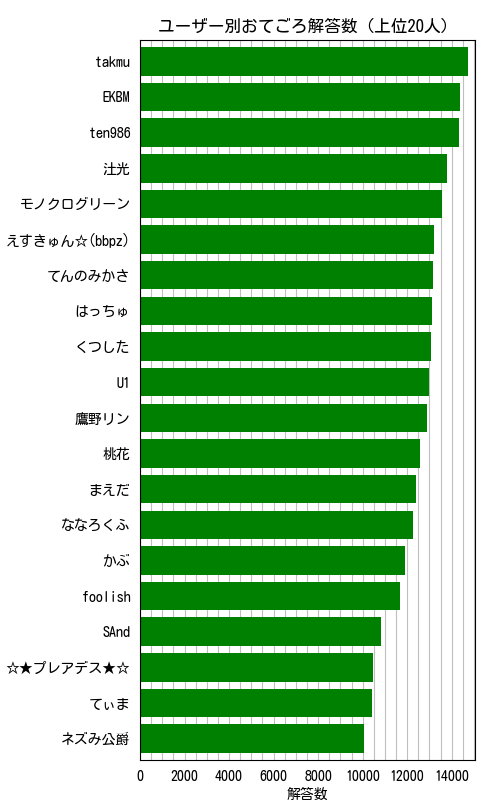 ユーザー別おてごろ解答数（上位20人）
takmu
EKBM
ten986
辻光
モノクログリーン
えすきゅん☆(bbpz)
てんのみかさ
はっちゅ
くつした
U1
鷹野リン
桃花
まえだ
ななろくふ
かぶ
foolish
SAnd
☆★プレアデス★☆
てぃま
ネズみ公爵
0 2000 4000 6000 8000 10000 12000 14000
解答数